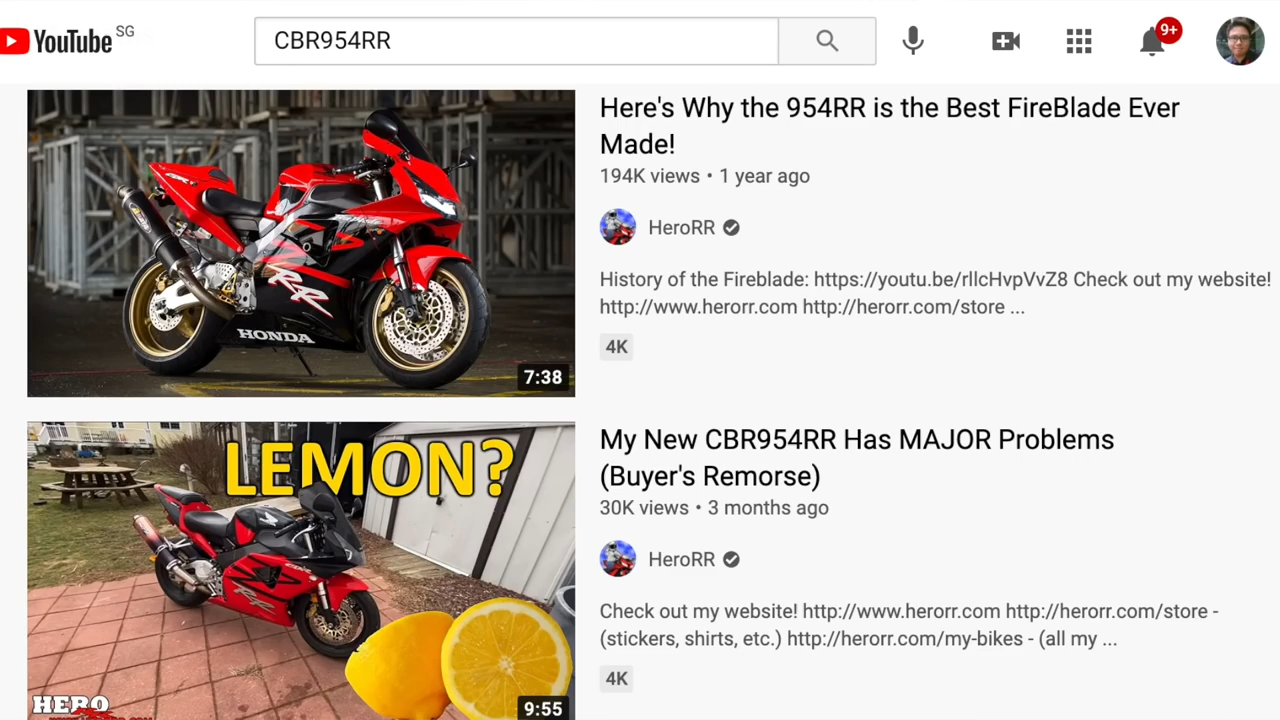 YouTube SG
CBR954RR
9+
Here's Why the 954RR is the Best FireBlade Ever
Made!
194K views • 1 year ago
HeroRR
History of the Fireblade: https://youtu.be/rllcHvpVvZ8 Check out my website!
http://www.herorr.com http://herorr.com/store ...
4K
RR
HONDA
7:38
My New CBR954RR Has MAJOR Problems
(Buyer's Remorse)
30K views • 3 months ago
HeroRR
Check out my website! http://www.herorr.com http://herorr.com/store -
(stickers, shirts, etc.) http://herorr.com/my-bikes - (all my ...
4K
LEMON?
RR
HERO
9:55